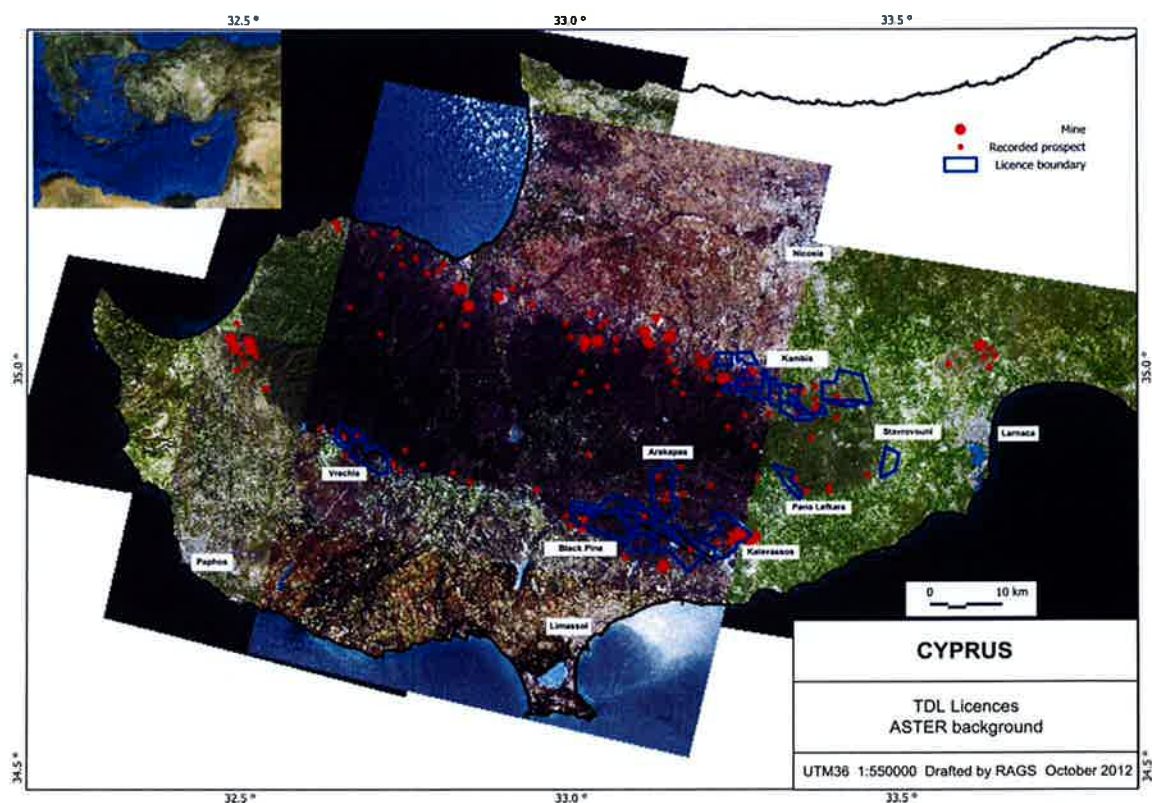 32.5 °
33.0 °
33.5 °
Mine
Recorded prospect
Licence boundary
Nicosia
35.0 °
35.0 °
Kambia
Stavrovouni
Larnaca
Arakapas
Vrechia
Pano Lefkara
Black Pine
Kalavassos
Paphos
0 10 km
Limassol
CYPRUS
TDL Licences
ASTER background
UTM36 1:550000 Drafted by RAGS October 2012
34.5 °
34.5 °
32.5 °
33.0 °
33.5 °